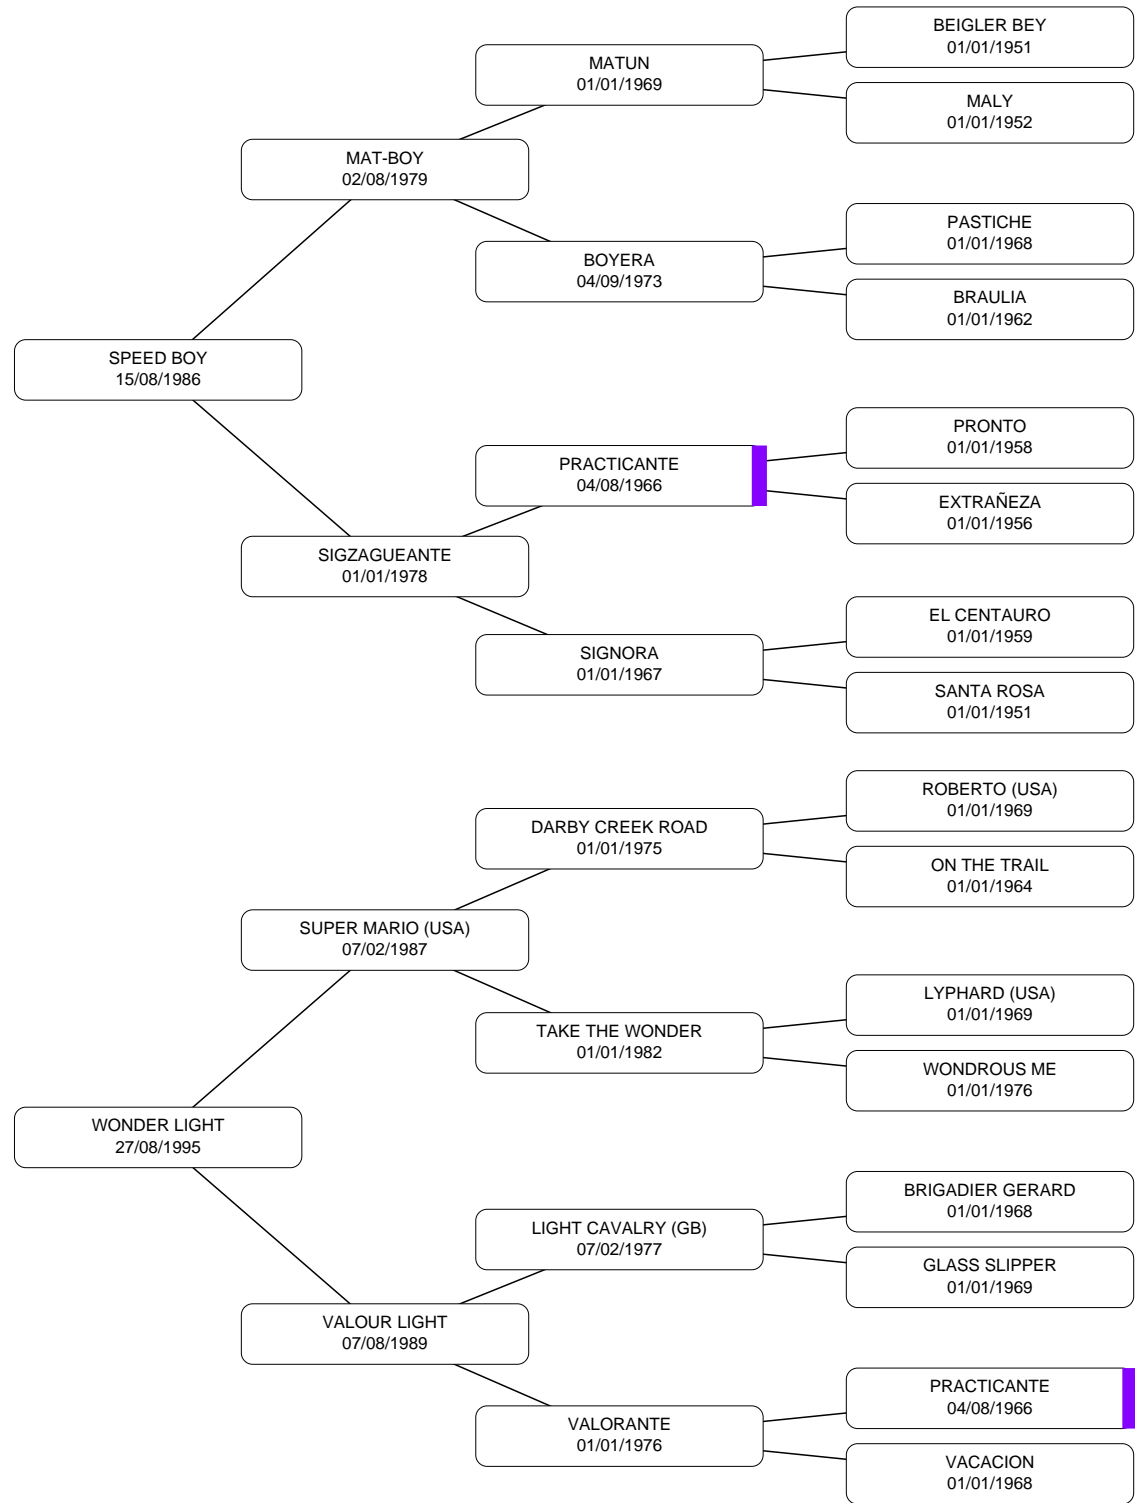 BEIGLER BEY
01/01/1951
MATUN
01/01/1969
MALY
01/01/1952
MAT-BOY
02/08/1979
PASTICHE
01/01/1968
BOYERA
04/09/1973
BRAULIA
01/01/1962
SPEED BOY
15/08/1986
PRONTO
01/01/1958
PRACTICANTE
04/08/1966
EXTRAÑEZA
01/01/1956
SIGZAGUEANTE
01/01/1978
EL CENTAURO
01/01/1959
SIGNORA
01/01/1967
SANTA ROSA
01/01/1951
ROBERTO (USA)
01/01/1969
DARBY CREEK ROAD
01/01/1975
ON THE TRAIL
01/01/1964
SUPER MARIO (USA)
07/02/1987
LYPHARD (USA)
01/01/1969
TAKE THE WONDER
01/01/1982
WONDROUS ME
01/01/1976
WONDER LIGHT
27/08/1995
BRIGADIER GERARD
01/01/1968
LIGHT CAVALRY (GB)
07/02/1977
GLASS SLIPPER
01/01/1969
VALOUR LIGHT
07/08/1989
PRACTICANTE
04/08/1966
VALORANTE
01/01/1976
VACACION
01/01/1968